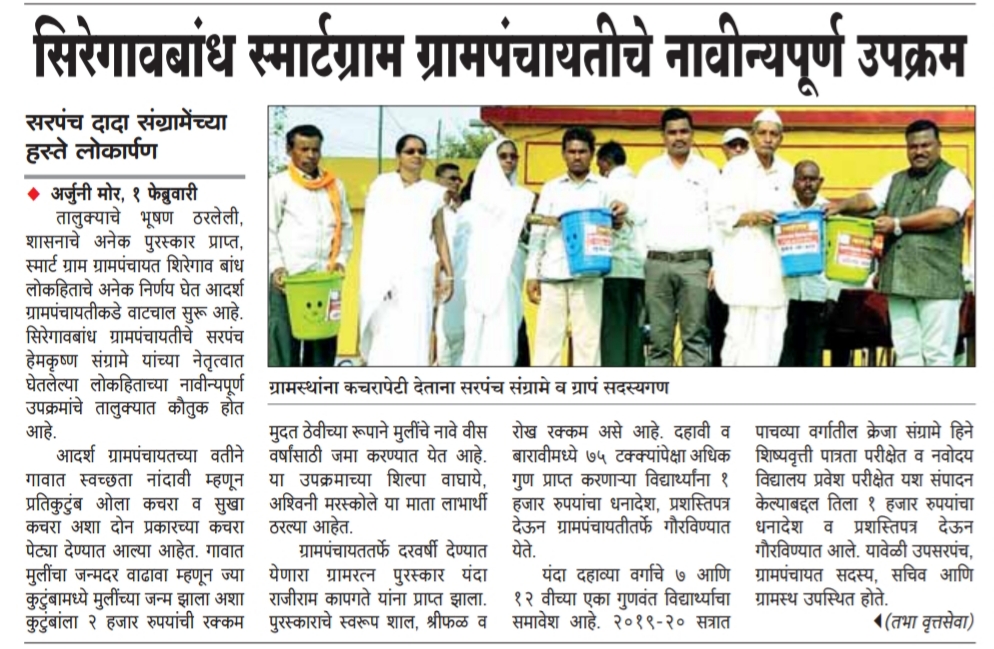 सिरेगावबांध स्मार्टग्राम ग्रामपंचायतीचे नावीन्यपूर्ण उपक्रम
सरपंच दादा संग्रामेंच्या
हस्ते लोकार्पण
◆ अर्जुनी मोर, १ फेब्रुवारी
तालुक्याचे भूषण ठरलेली,
शासनाचे अनेक पुरस्कार प्राप्त,
स्मार्ट ग्राम ग्रामपंचायत शिरेगाव बांध
लोकहिताचे अनेक निर्णय घेत आदर्श
ग्रामपंचायतीकडे वाटचाल सुरू आहे.
सिरेगावबांध ग्रामपंचायतीचे सरपंच
हेमकृष्ण संग्रामे यांच्या नेतृत्वात
घेतलेल्या लोकहिताच्या नावीन्यपूर्ण
उपक्रमांचे तालुक्यात कौतुक होत
आहे.
आदर्श ग्रामपंचायतच्या वतीने
गावात स्वच्छता नांदावी म्हणून
प्रतिकुटुंब ओला कचरा व सुखा
कचरा अशा दोन प्रकारच्या कचरा
पेट्या देण्यात आल्या आहेत. गावात
मुलींचा जन्मदर वाढावा म्हणून ज्या
कुटुंबामध्ये मुलींच्या जन्म झाला अशा
कुटुंबांला २ हजार रुपयांची रक्कम
ग्रामस्थांना कचरापेटी देताना सरपंच संग्रामे व ग्रापं सदस्यगण
मुदत ठेवीच्या रूपाने मुलींचे नावे वीस
वर्षांसाठी जमा करण्यात येत आहे.
या उपक्रमाच्या शिल्पा वाघाये,
अश्विनी मरस्कोले या माता लाभार्थी
ठरल्या आहेत.
ग्रामपंचायततर्फे दरवर्षी देण्यात
येणारा ग्रामरत्न पुरस्कार यंदा
राजीराम कापगते यांना प्राप्त झाला.
पुरस्काराचे स्वरूप शाल, श्रीफळ व
रोख रक्कम असे आहे. दहावी व
बारावीमध्ये ७५ टक्क्यांपेक्षा अधिक
गुण प्राप्त करणाऱ्या विद्यार्थ्यांना १
हजार रुपयांचा धनादेश, प्रशस्तिपत्र
देऊन ग्रामपंचायतीतर्फे गौरविण्यात
येते.
यंदा दहाव्या वर्गाचे ७ आणि
१२ वीच्या एका गुणवंत विद्यार्थ्याचा
समावेश आहे. २०१९-२० सत्रात
पाचव्या वर्गातील क्रेजा संग्रामे हिने
शिष्यवृत्ती पात्रता परीक्षेत व नवोदय
विद्यालय प्रवेश परीक्षेत यश संपादन
केल्याबद्दल तिला १ हजार रुपयांचा
धनादेश व प्रशस्तिपत्र देऊन
गौरविण्यात आले. यावेळी उपसरपंच,
ग्रामपंचायत सदस्य, सचिव आणि
ग्रामस्थ उपस्थित होते.
◀(तभा वृत्तसेवा)